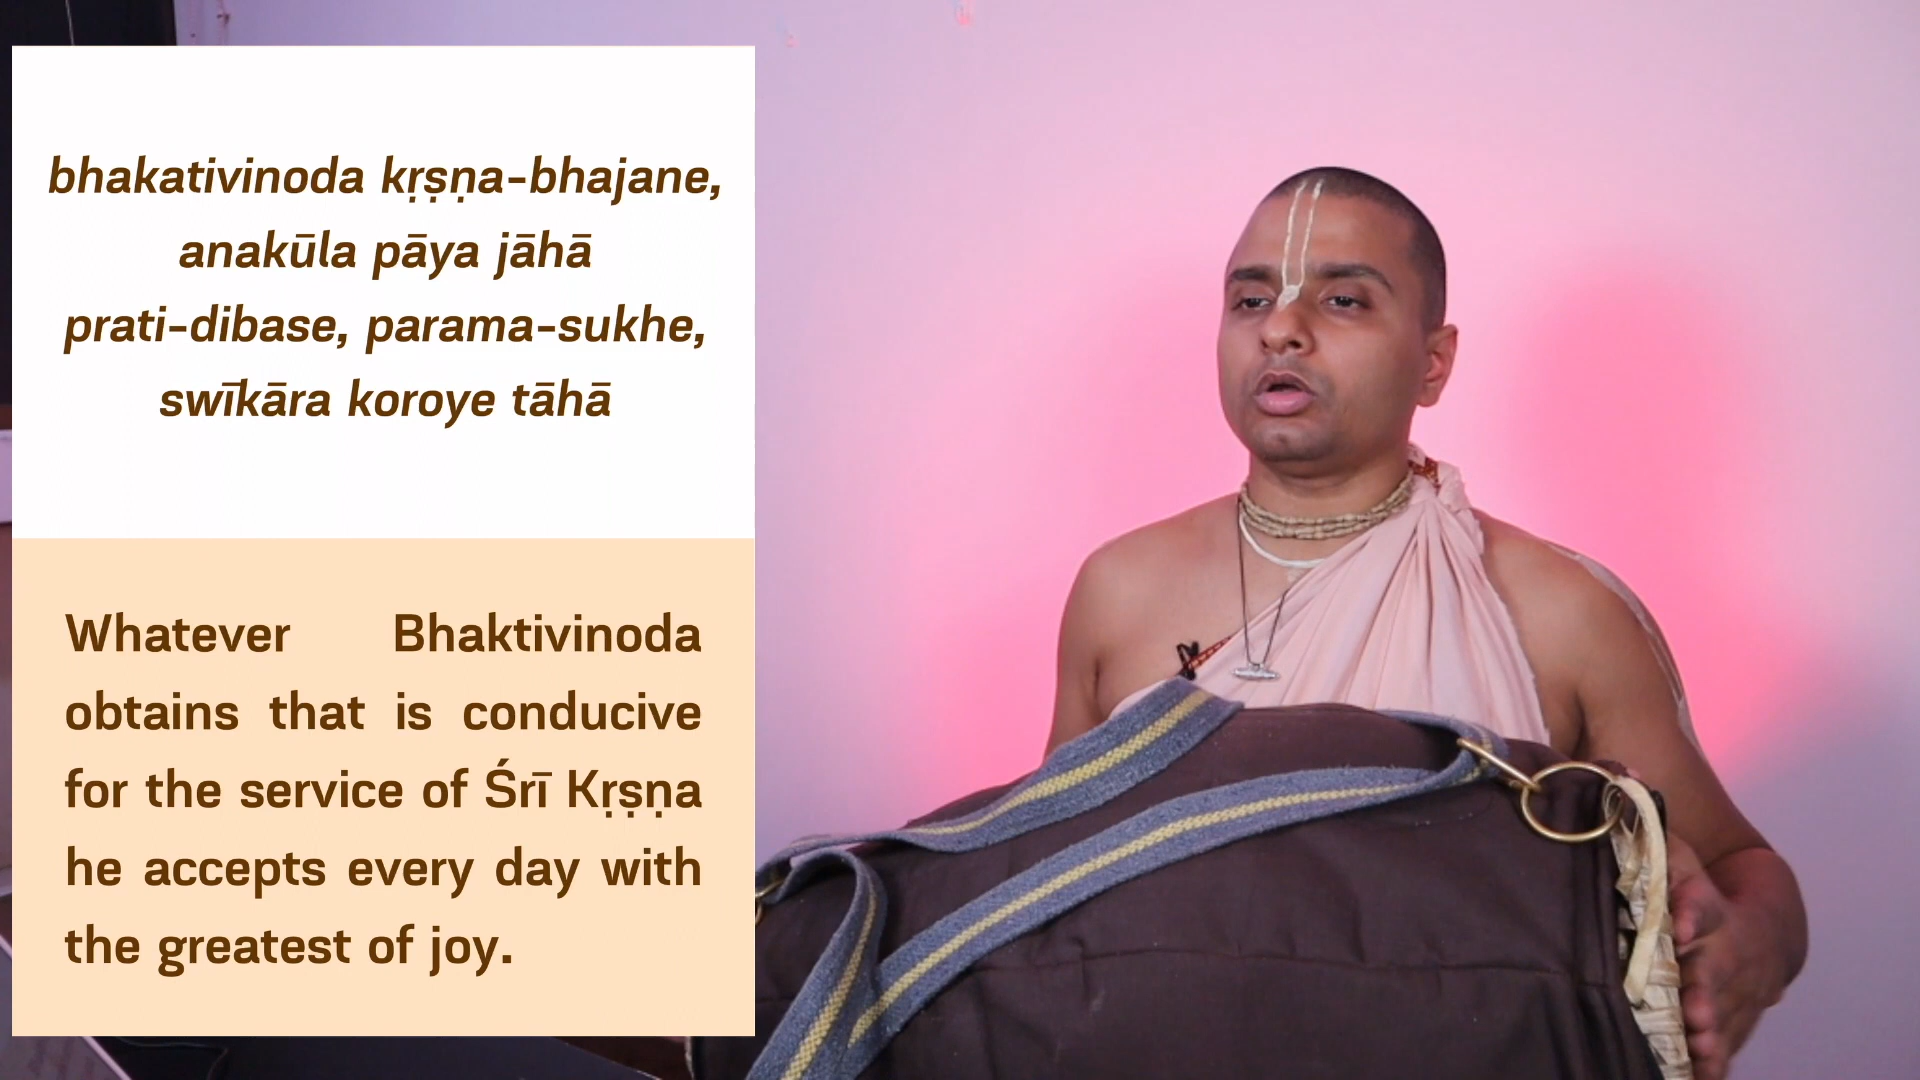 bhakativinoda kṛṣṇa-bhajane,
anakūla pāya jāhā
prati-dibase, parama-sukhe,
swīkāra koroye tāhā
Whatever Bhaktivinoda
obtains that is conducive
for the service of Śrī Kṛṣṇa
he accepts every day with
the greatest of joy.